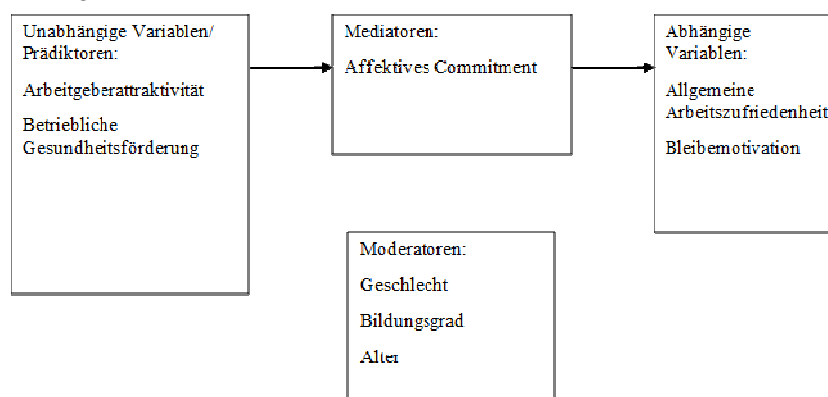 Unabhängige Variablen/
Prädiktoren:
Arbeitgeberattraktivität
Betriebliche
Gesundheitsförderung
Mediatoren:
Affektives Commitment
Abhängige
Variablen:
Allgemeine
Arbeitszufriedenheit
Bleibemotivation
Moderatoren:
Geschlecht
Bildungsgrad
Alter